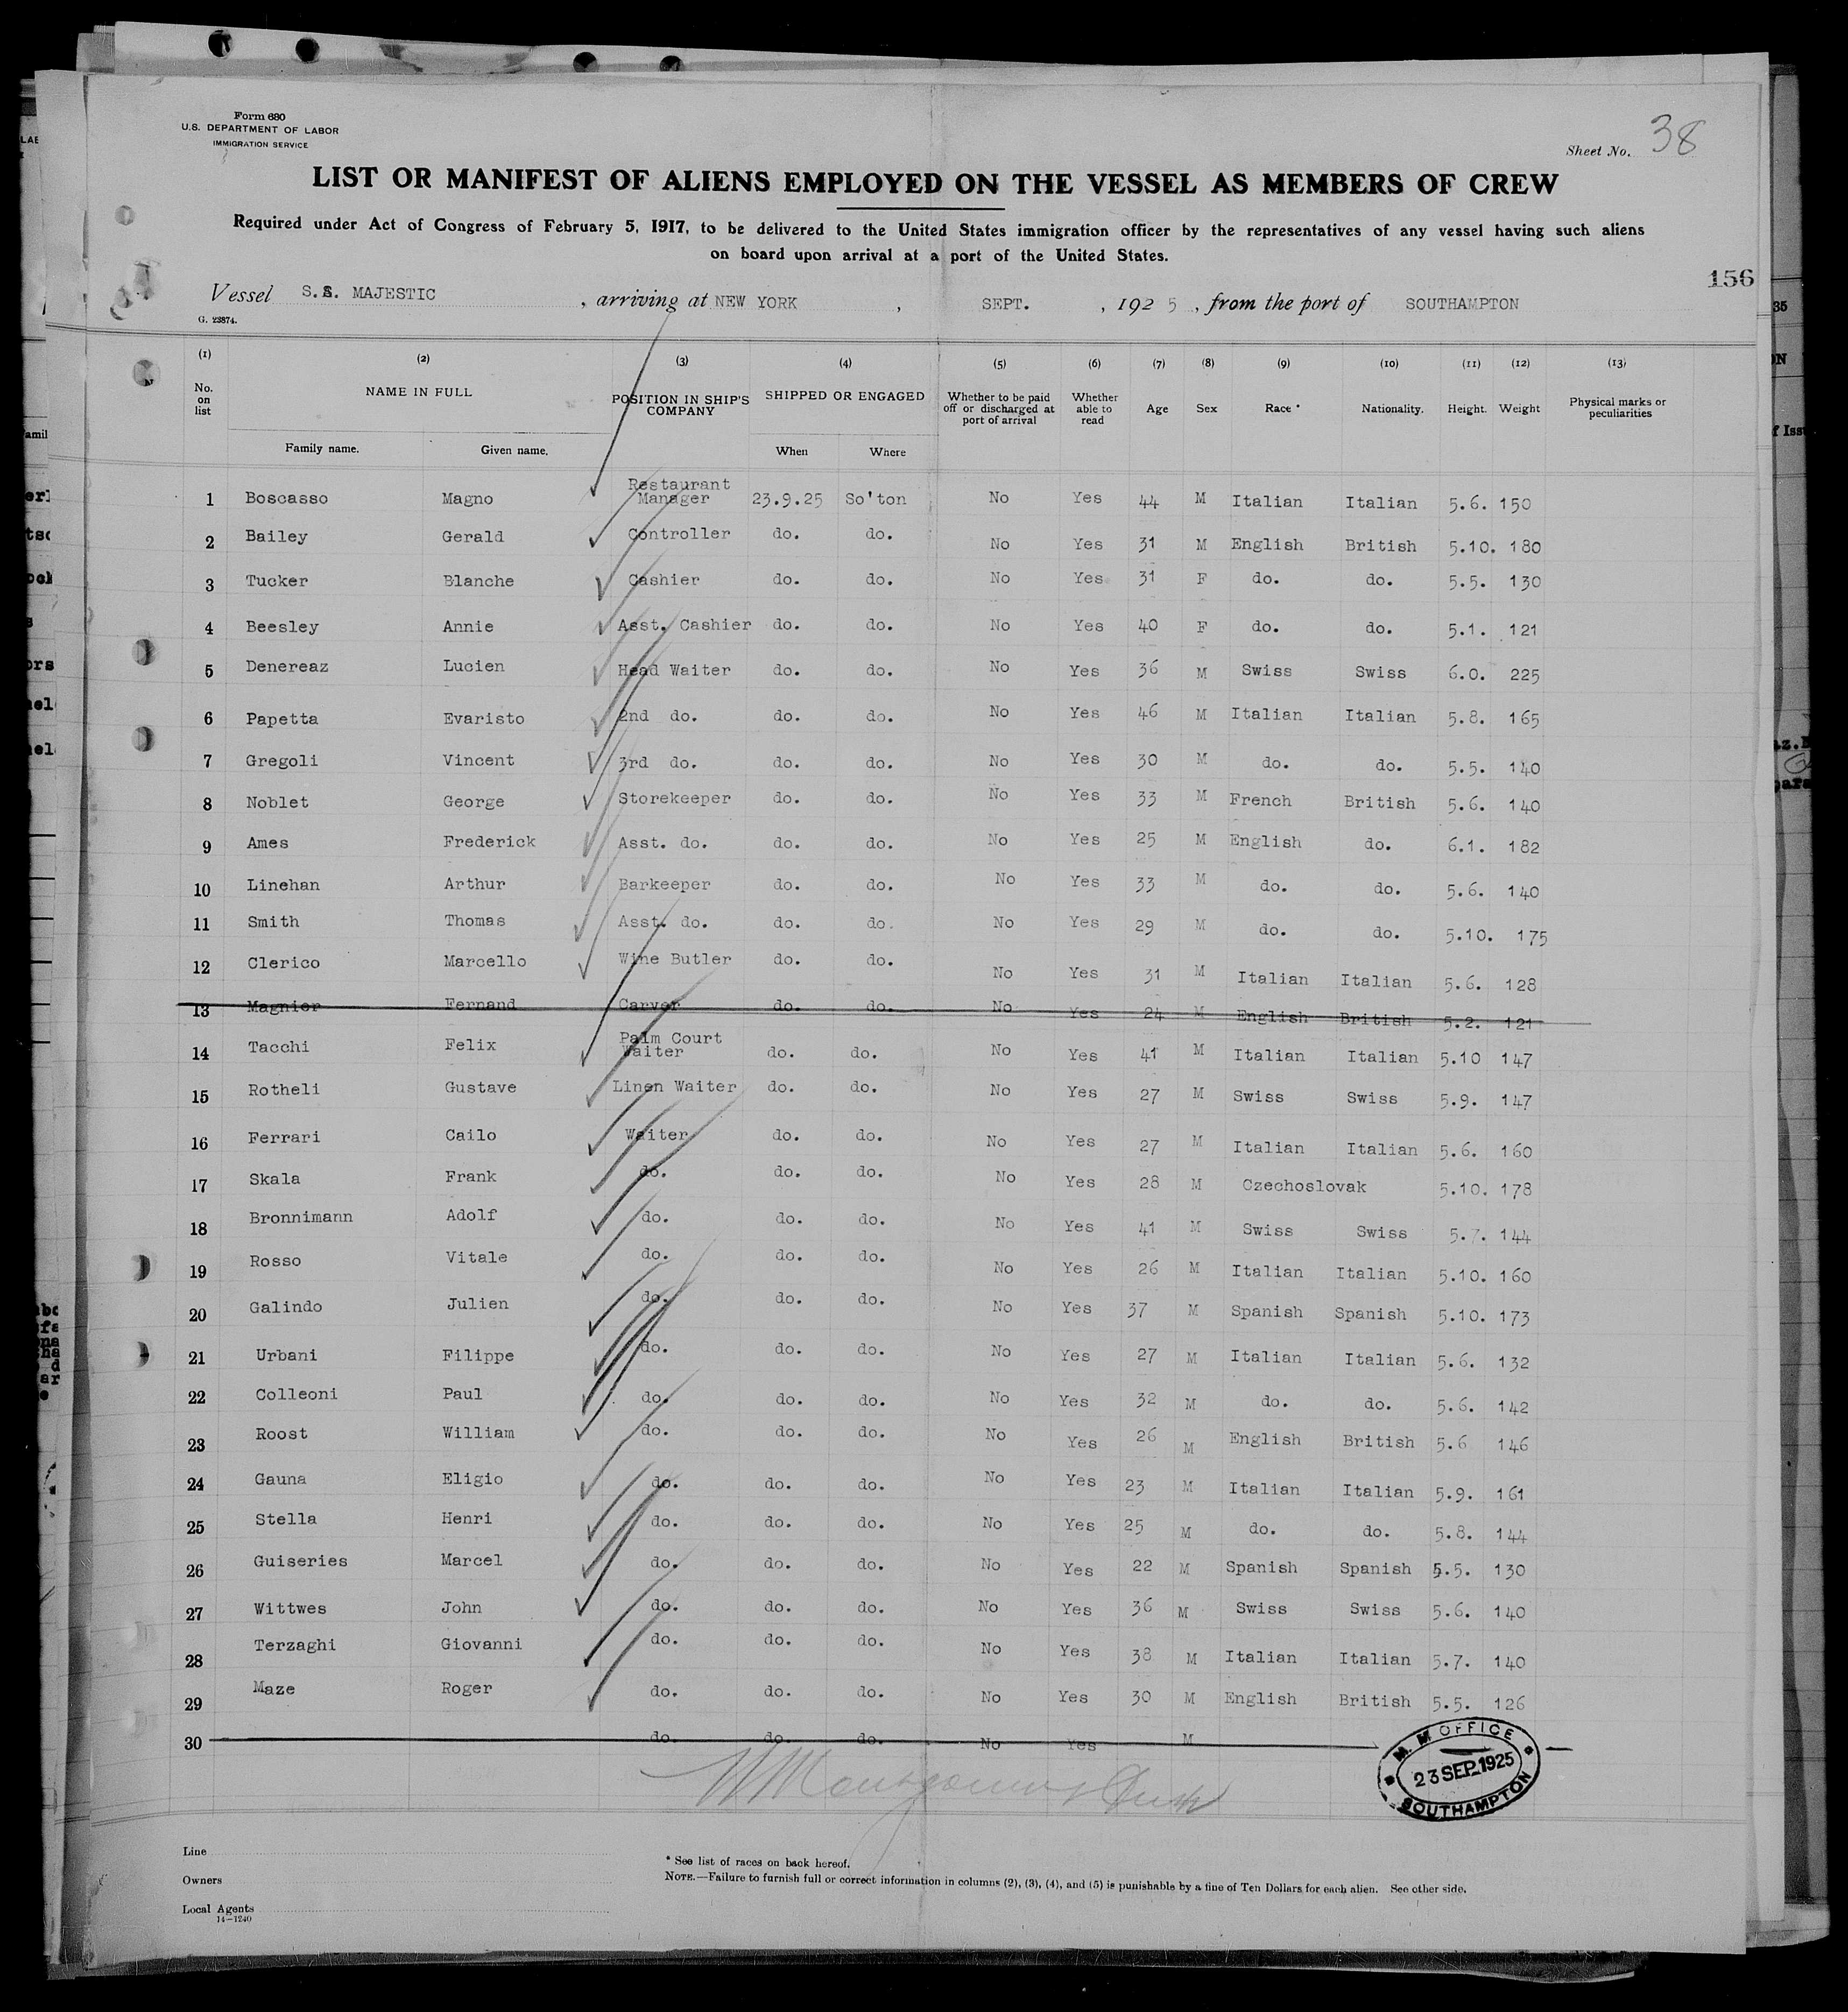 Form 680
U.S. DEPARTMENT OF LABOR
IMMIGRATION SERVICE
Sheet No. 38
LIST OR MANIFEST OF ALIENS EMPLOYED ON THE VESSEL AS MEMBERS OF CREW
Required under Act of Congress of February 5, 1917, to be delivered to the United States immigration officer by the representatives of any vessel having such aliens
on board upon arrival at a port of the United States.
156
Vessel S.S. MAJESTIC, arriving at NEW YORK, SEPT., 1925, from the port of SOUTHAMPTON
G. 23874.
(1) (2) (3) (4) (5) (6) (7) (8) (9) (10) (11) (12) (13)
No. on list NAME IN FULL POSITION IN SHIP'S COMPANY SHIPPED OR ENGAGED Whether to be paid off or discharged at port of arrival Whether able to read Age Sex Race * Nationality. Height. Weight Physical marks or peculiarities
Family name. Given name. When Where
1 Boscasso Magno Restaurant Manager 23.9.25 So'ton No Yes 44 M Italian Italian 5.6. 150
2 Bailey Gerald Controller do. do. No Yes 31 M English British 5.10. 180
3 Tucker Blanche Cashier do. do. No Yes 31 F do. do. 5.5. 130
4 Beesley Annie Asst. Cashier do. do. No Yes 40 F do. do. 5.1. 121
5 Denereaz Lucien Head Waiter do. do. No Yes 36 M Swiss Swiss 6.0. 225
6 Papetta Evaristo 2nd do. do. do. No Yes 46 M Italian Italian 5.8. 165
7 Gregoli Vincent 3rd do. do. do. No Yes 30 M do. do. 5.5. 140
8 Noblet George Storekeeper do. do. No Yes 33 M French British 5.6. 140
9 Ames Frederick Asst. do. do. do. No Yes 25 M English do. 6.1. 182
10 Linehan Arthur Barkeeper do. do. No Yes 33 M do. do. 5.6. 140
11 Smith Thomas Asst. do. do. do. No Yes 29 M do. do. 5.10. 175
12 Clerico Marcello Wine Butler do. do. No Yes 31 M Italian Italian 5.6. 128
13 Magnier Fernand Carver do. do. No Yes 24 M English British 5.2. 121
14 Tacchi Felix Palm Court Waiter do. do. No Yes 41 M Italian Italian 5.10 147
15 Rotheli Gustave Linen Waiter do. do. No Yes 27 M Swiss Swiss 5.9. 147
16 Ferrari Cailo Waiter do. do. No Yes 27 M Italian Italian 5.6. 160
17 Skala Frank do. do. do. No Yes 28 M Czechoslovak 5.10. 178
18 Bronnimann Adolf do. do. do. No Yes 41 M Swiss Swiss 5.7. 144
19 Rosso Vitale do. do. do. No Yes 26 M Italian Italian 5.10. 160
20 Galindo Julien do. do. do. No Yes 37 M Spanish Spanish 5.10. 173
21 Urbani Filippe do. do. do. No Yes 27 M Italian Italian 5.6. 132
22 Colleoni Paul do. do. do. No Yes 32 M do. do. 5.6. 142
23 Roost William do. do. do. No Yes 26 M English British 5.6 146
24 Gauna Eligio do. do. do. No Yes 23 M Italian Italian 5.9. 161
25 Stella Henri do. do. do. No Yes 25 M do. do. 5.8. 144
26 Guiseries Marcel do. do. do. No Yes 22 M Spanish Spanish 5.5. 130
27 Wittwes John do. do. do. No Yes 36 M Swiss Swiss 5.6. 140
28 Terzaghi Giovanni do. do. do. No Yes 38 M Italian Italian 5.7. 140
29 Maze Roger do. do. do. No Yes 30 M English British 5.5. 126
30 do. do. do. No Yes M
M. M OFFICE
23 SEP. 1925
SOUTHAMPTON
Line
Owners
Local Agents
14-1240
* See list of races on back hereof.
NOTE.—Failure to furnish full or correct information in columns (2), (3), (4), and (5) is punishable by a fine of Ten Dollars for each alien. See other side.